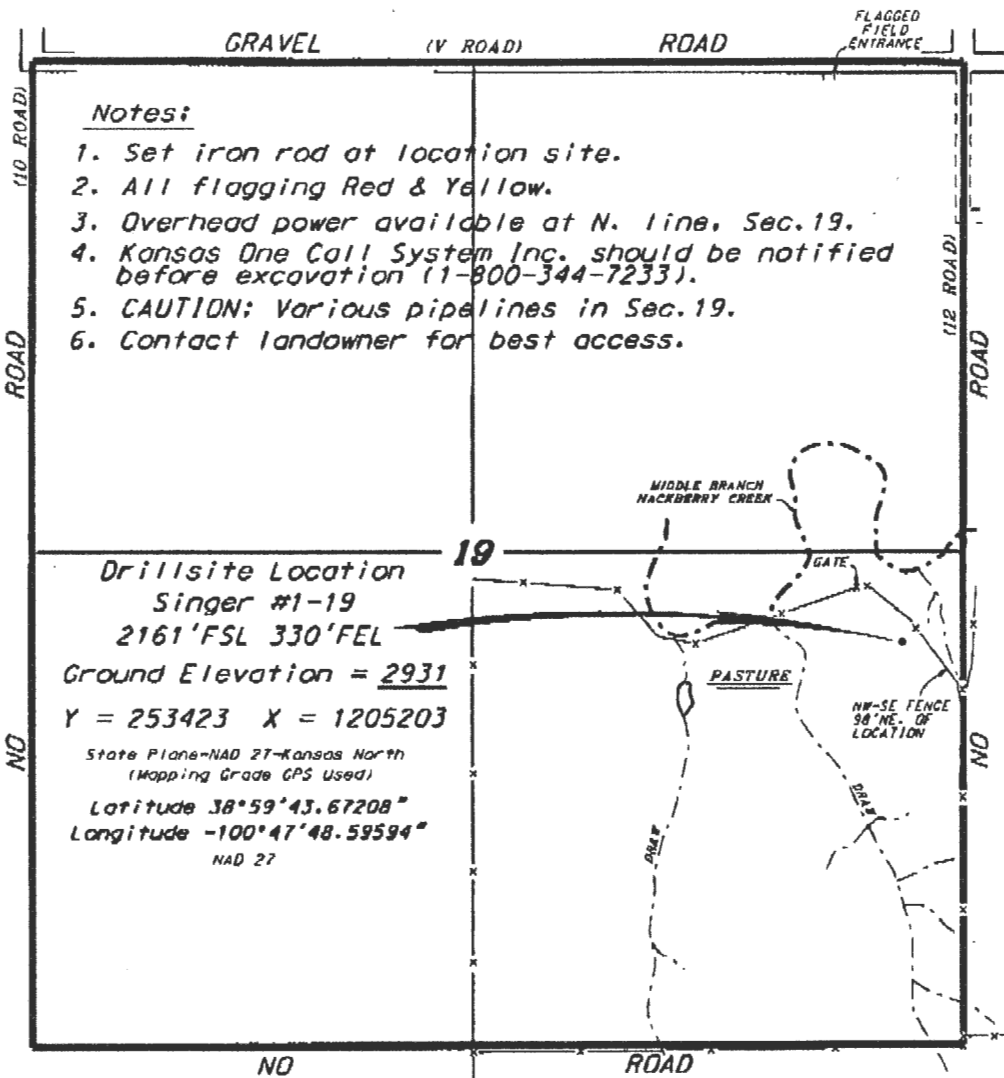 FLAGGED
FIELD
ENTRANCE
GRAVEL (V ROAD) ROAD
(10 ROAD)
Notes:
1. Set iron rod at location site.
2. All flagging Red & Yellow.
3. Overhead power available at N. line, Sec.19.
4. Kansas One Call System Inc. should be notified
before excavation (1-800-344-7233).
5. CAUTION: Various pipelines in Sec.19.
6. Contact landowner for best access.
(12 ROAD)
ROAD
ROAD
MIDDLE BRANCH
HACKBERRY CREEK
19
GATE
Drillsite Location
Singer #1-19
2161'FSL 330'FEL
Ground Elevation = 2931
Y = 253423 X = 1205203
State Plane-NAD 27-Kansas North
(Mapping Grade GPS Used)
Latitude 38°59'43.67208"
Longitude -100°47'48.59594"
NAD 27
PASTURE
NW-SE FENCE
98'NE. OF
LOCATION
NO
NO
DRAW
DRAW
NO ROAD